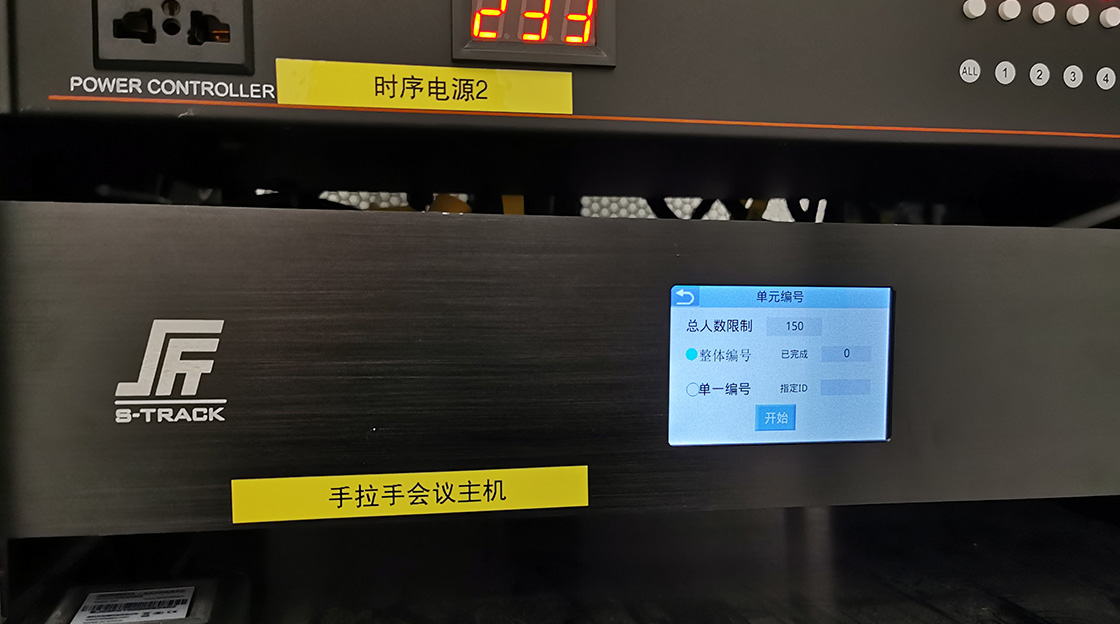 233
POWER CONTROLLER
时序电源2
ALL 1 2 3 4
单元编号
总人数限制 150
整体编号 已完成 0
单一编号 指定ID
开始
S-TRACK
手拉手会议主机